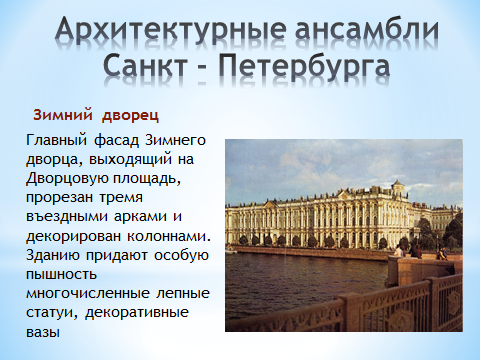 Архитектурные ансамбли
Санкт - Петербурга
Зимний дворец
Главный фасад Зимнего
дворца, выходящий на
Дворцовую площадь,
прорезан тремя
въездными арками и
декорирован колоннами.
Зданию придают особую
пышность
многочисленные лепные
статуи, декоративные
вазы